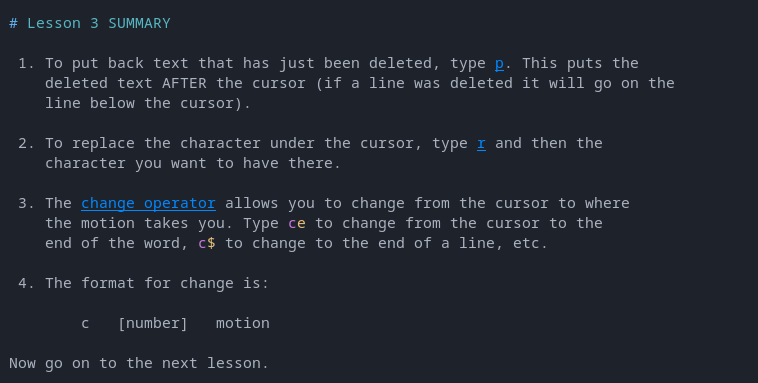 # Lesson 3 SUMMARY
1. To put back text that has just been deleted, type p. This puts the
deleted text AFTER the cursor (if a line was deleted it will go on the
line below the cursor).
2. To replace the character under the cursor, type r and then the
character you want to have there.
3. The change operator allows you to change from the cursor to where
the motion takes you. Type ce to change from the cursor to the
end of the word, c$ to change to the end of a line, etc.
4. The format for change is:
c [number] motion
Now go on to the next lesson.